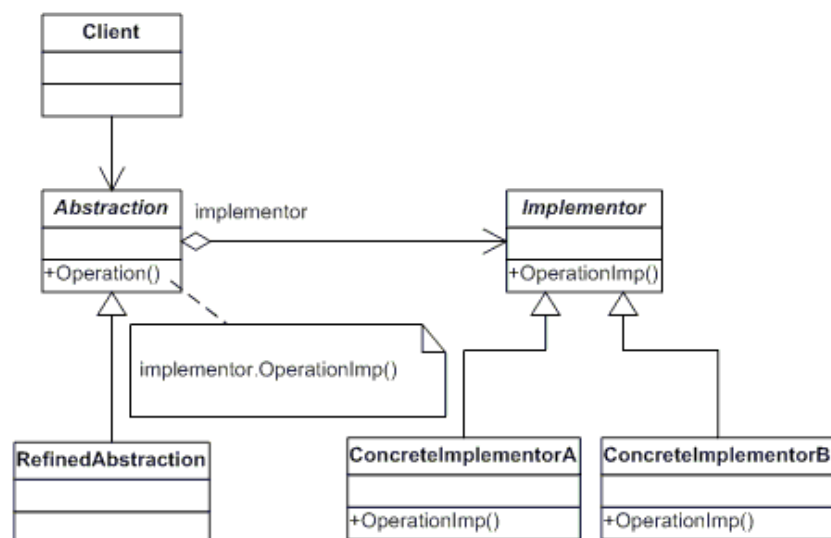 Client
Abstraction
implementor
Implementor
+Operation()
+OperationImp()
implementor.OperationImp()
RefinedAbstraction
ConcreteImplementorA
ConcreteImplementorB
+OperationImp()
+OperationImp()